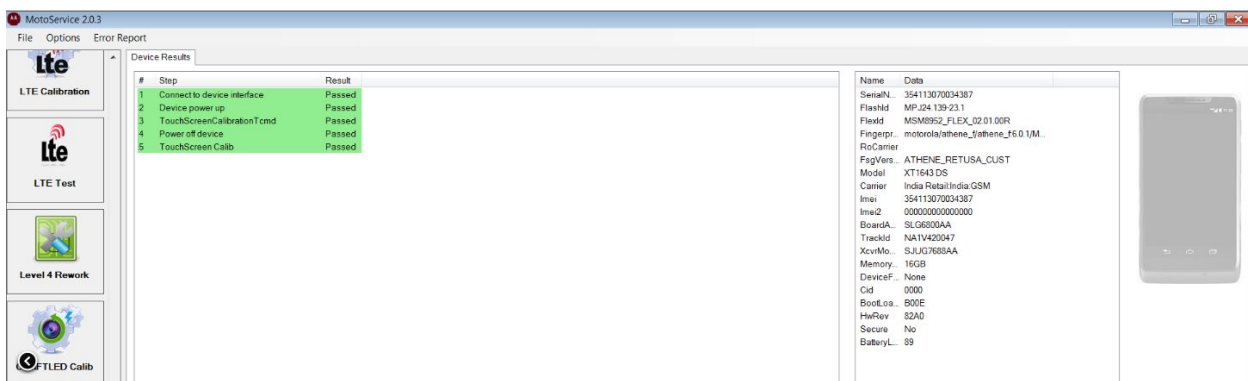 MotoService 2.0.3
File Options Error Report
Lte
LTE Calibration
Lte
LTE Test
Level 4 Rework
FTLED Calib
Device Results
# Step Result
1 Connect to device interface Passed
2 Device power up Passed
3 TouchScreenCalibrationTcmd Passed
4 Power off device Passed
5 TouchScreen Calib Passed
Name Data
SerialN... 354113070034387
FlashId MPJ24.139-23.1
FlexId MSM8952_FLEX_02.01.00R
Fingerpr... motorola/athene_f/athene_f:6.0.1/M...
RoCarrier
FsgVers... ATHENE_RETUSA_CUST
Model XT1643 DS
Carrier India Retail:India:GSM
Imei 354113070034387
Imei2 000000000000000
BoardA... SLG6800AA
TrackId NA1V420047
XcvrMo... SJUG7688AA
Memory... 16GB
DeviceF... None
Cid 0000
BootLoa... B00E
HwRev 82A0
Secure No
BatteryL... 89